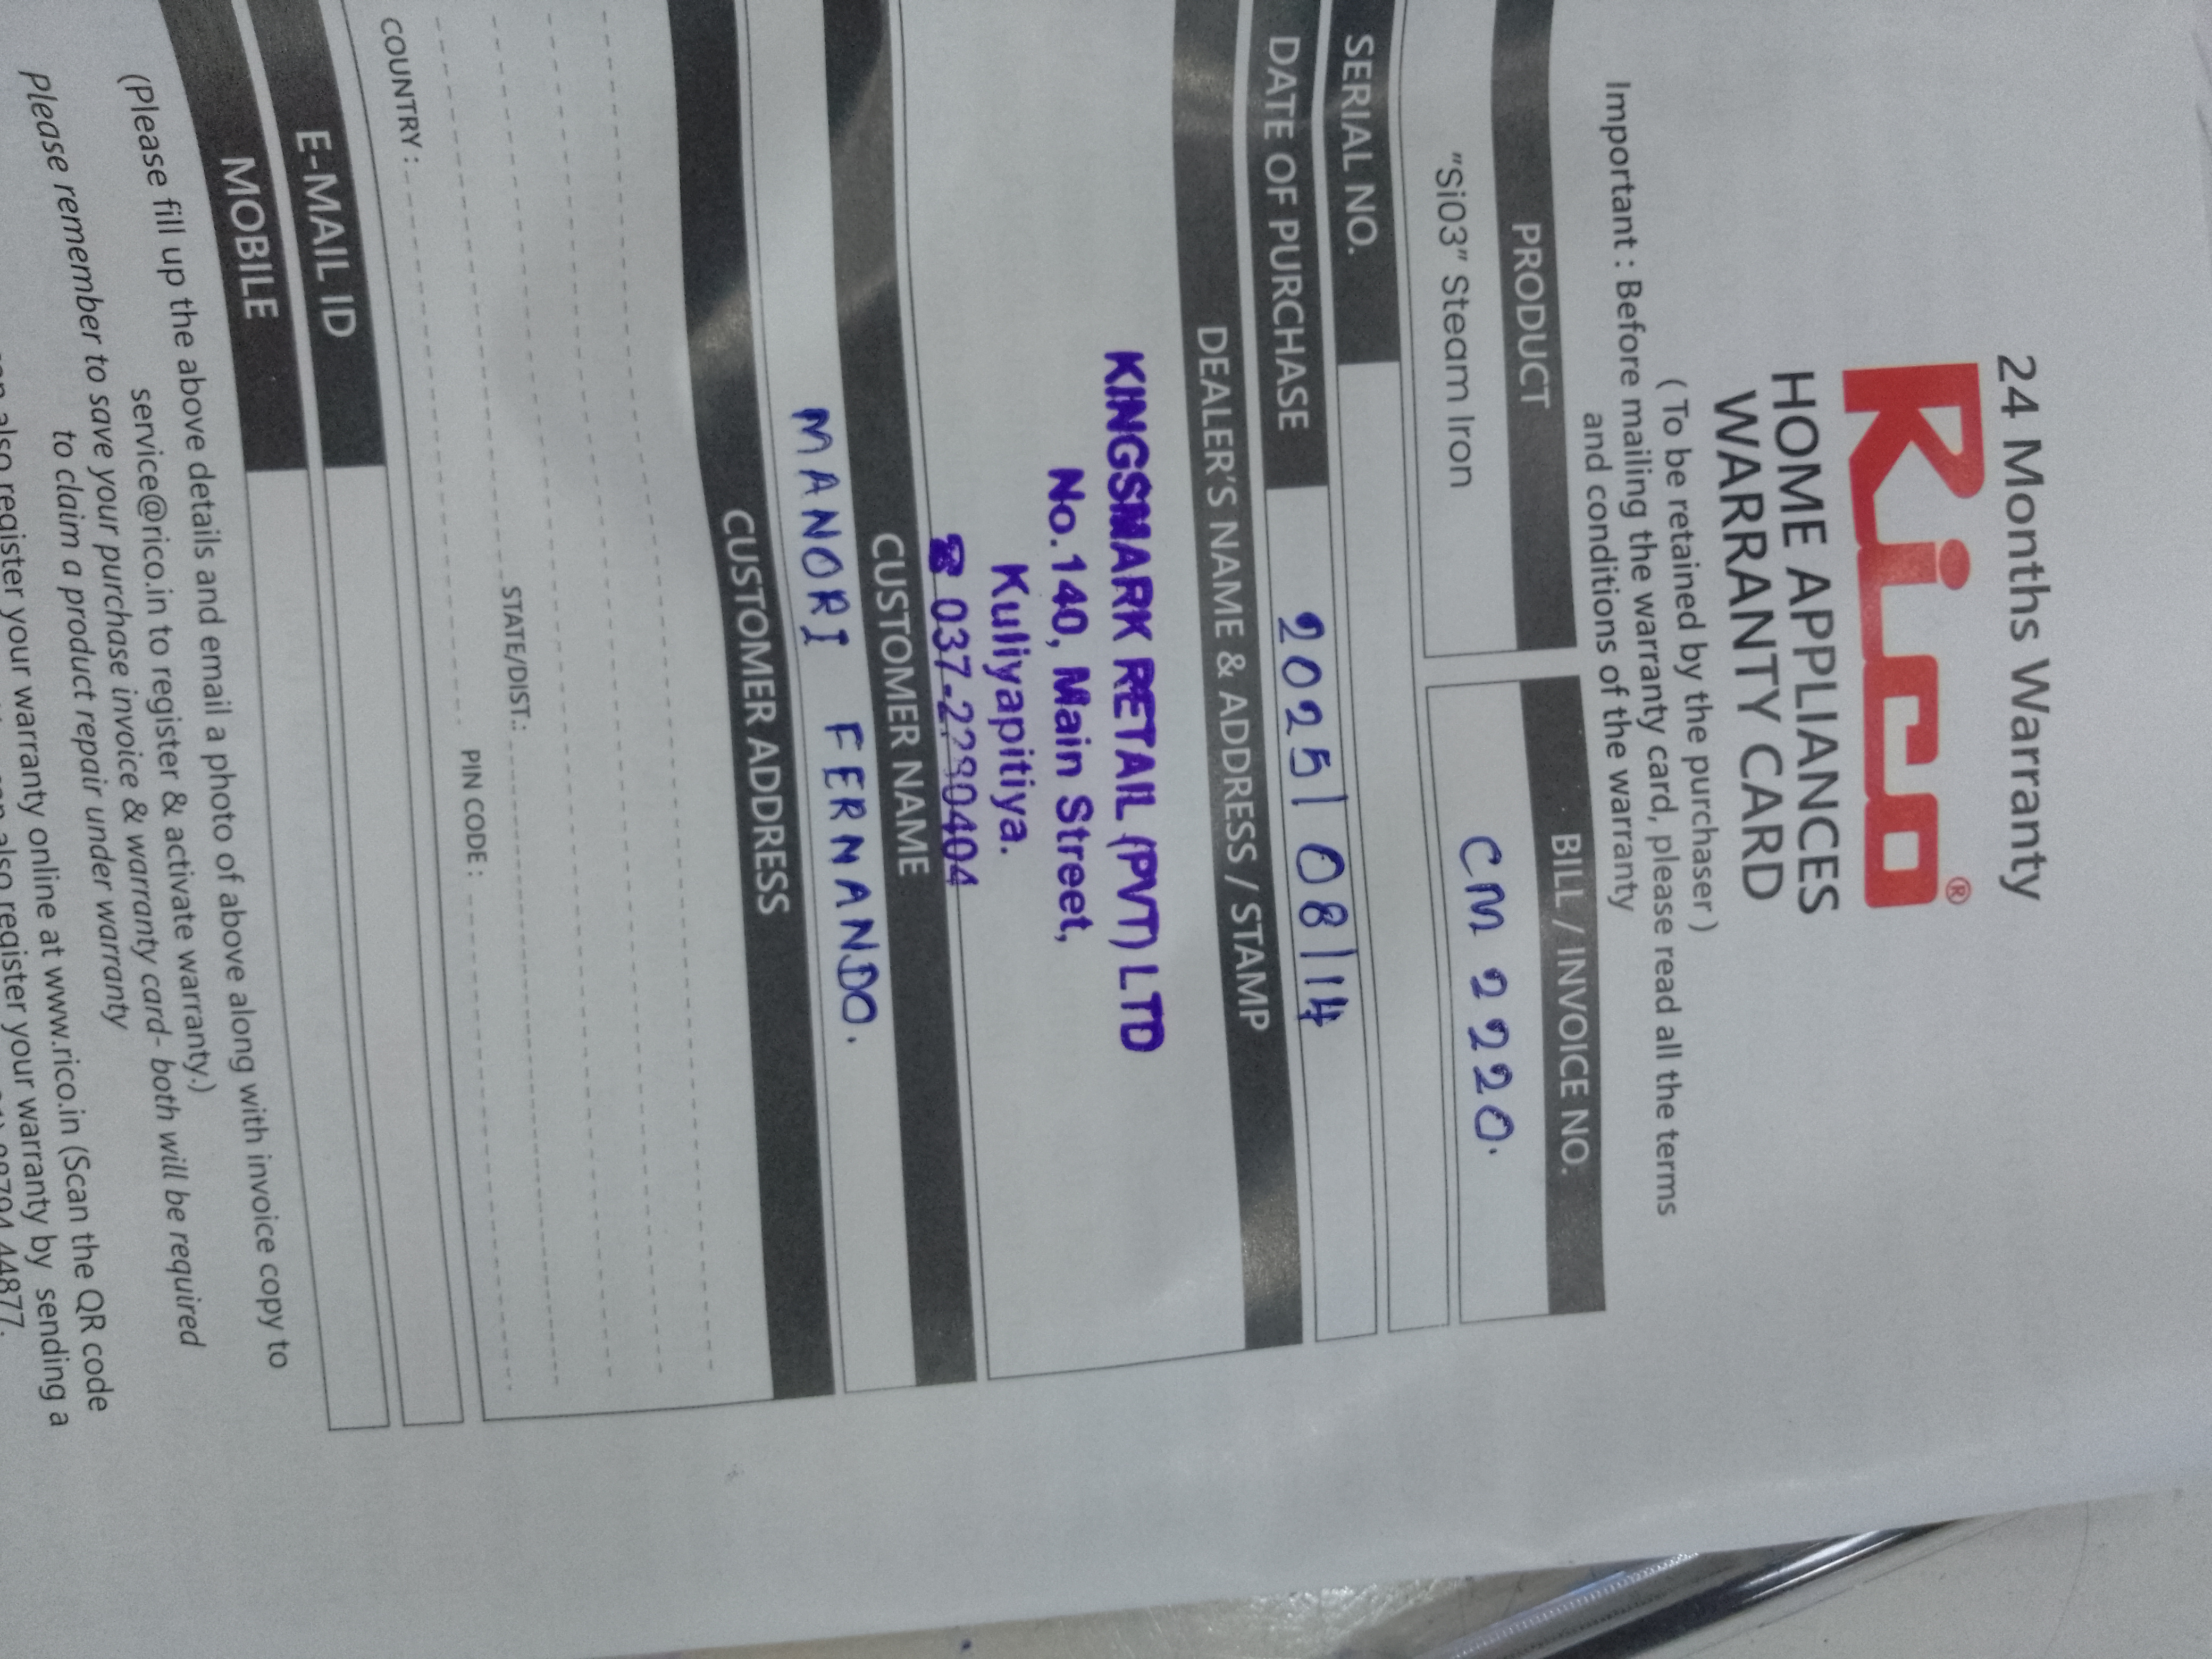 24 Months Warranty
Rico®
HOME APPLIANCES
WARRANTY CARD
( To be retained by the purchaser )
Important : Before mailing the warranty card, please read all the terms
and conditions of the warranty
PRODUCT
BILL / INVOICE NO.
"Si03" Steam Iron
CM 2220.
SERIAL NO.
DATE OF PURCHASE
2025/08/14
DEALER'S NAME & ADDRESS / STAMP
KINGSMARK RETAIL (PVT) LTD
No.140, Main Street,
Kuliyapitiya.
☎ 037-2280404
CUSTOMER NAME
MANORI FERNANDO.
CUSTOMER ADDRESS
STATE/DIST.:
COUNTRY :
PIN CODE :
E-MAIL ID
MOBILE
(Please fill up the above details and email a photo of above along with invoice copy to
service@rico.in to register & activate warranty.)
Please remember to save your purchase invoice & warranty card- both will be required
to claim a product repair under warranty
also register your warranty online at www.rico.in (Scan the QR code
also register your warranty by sending a
44877.